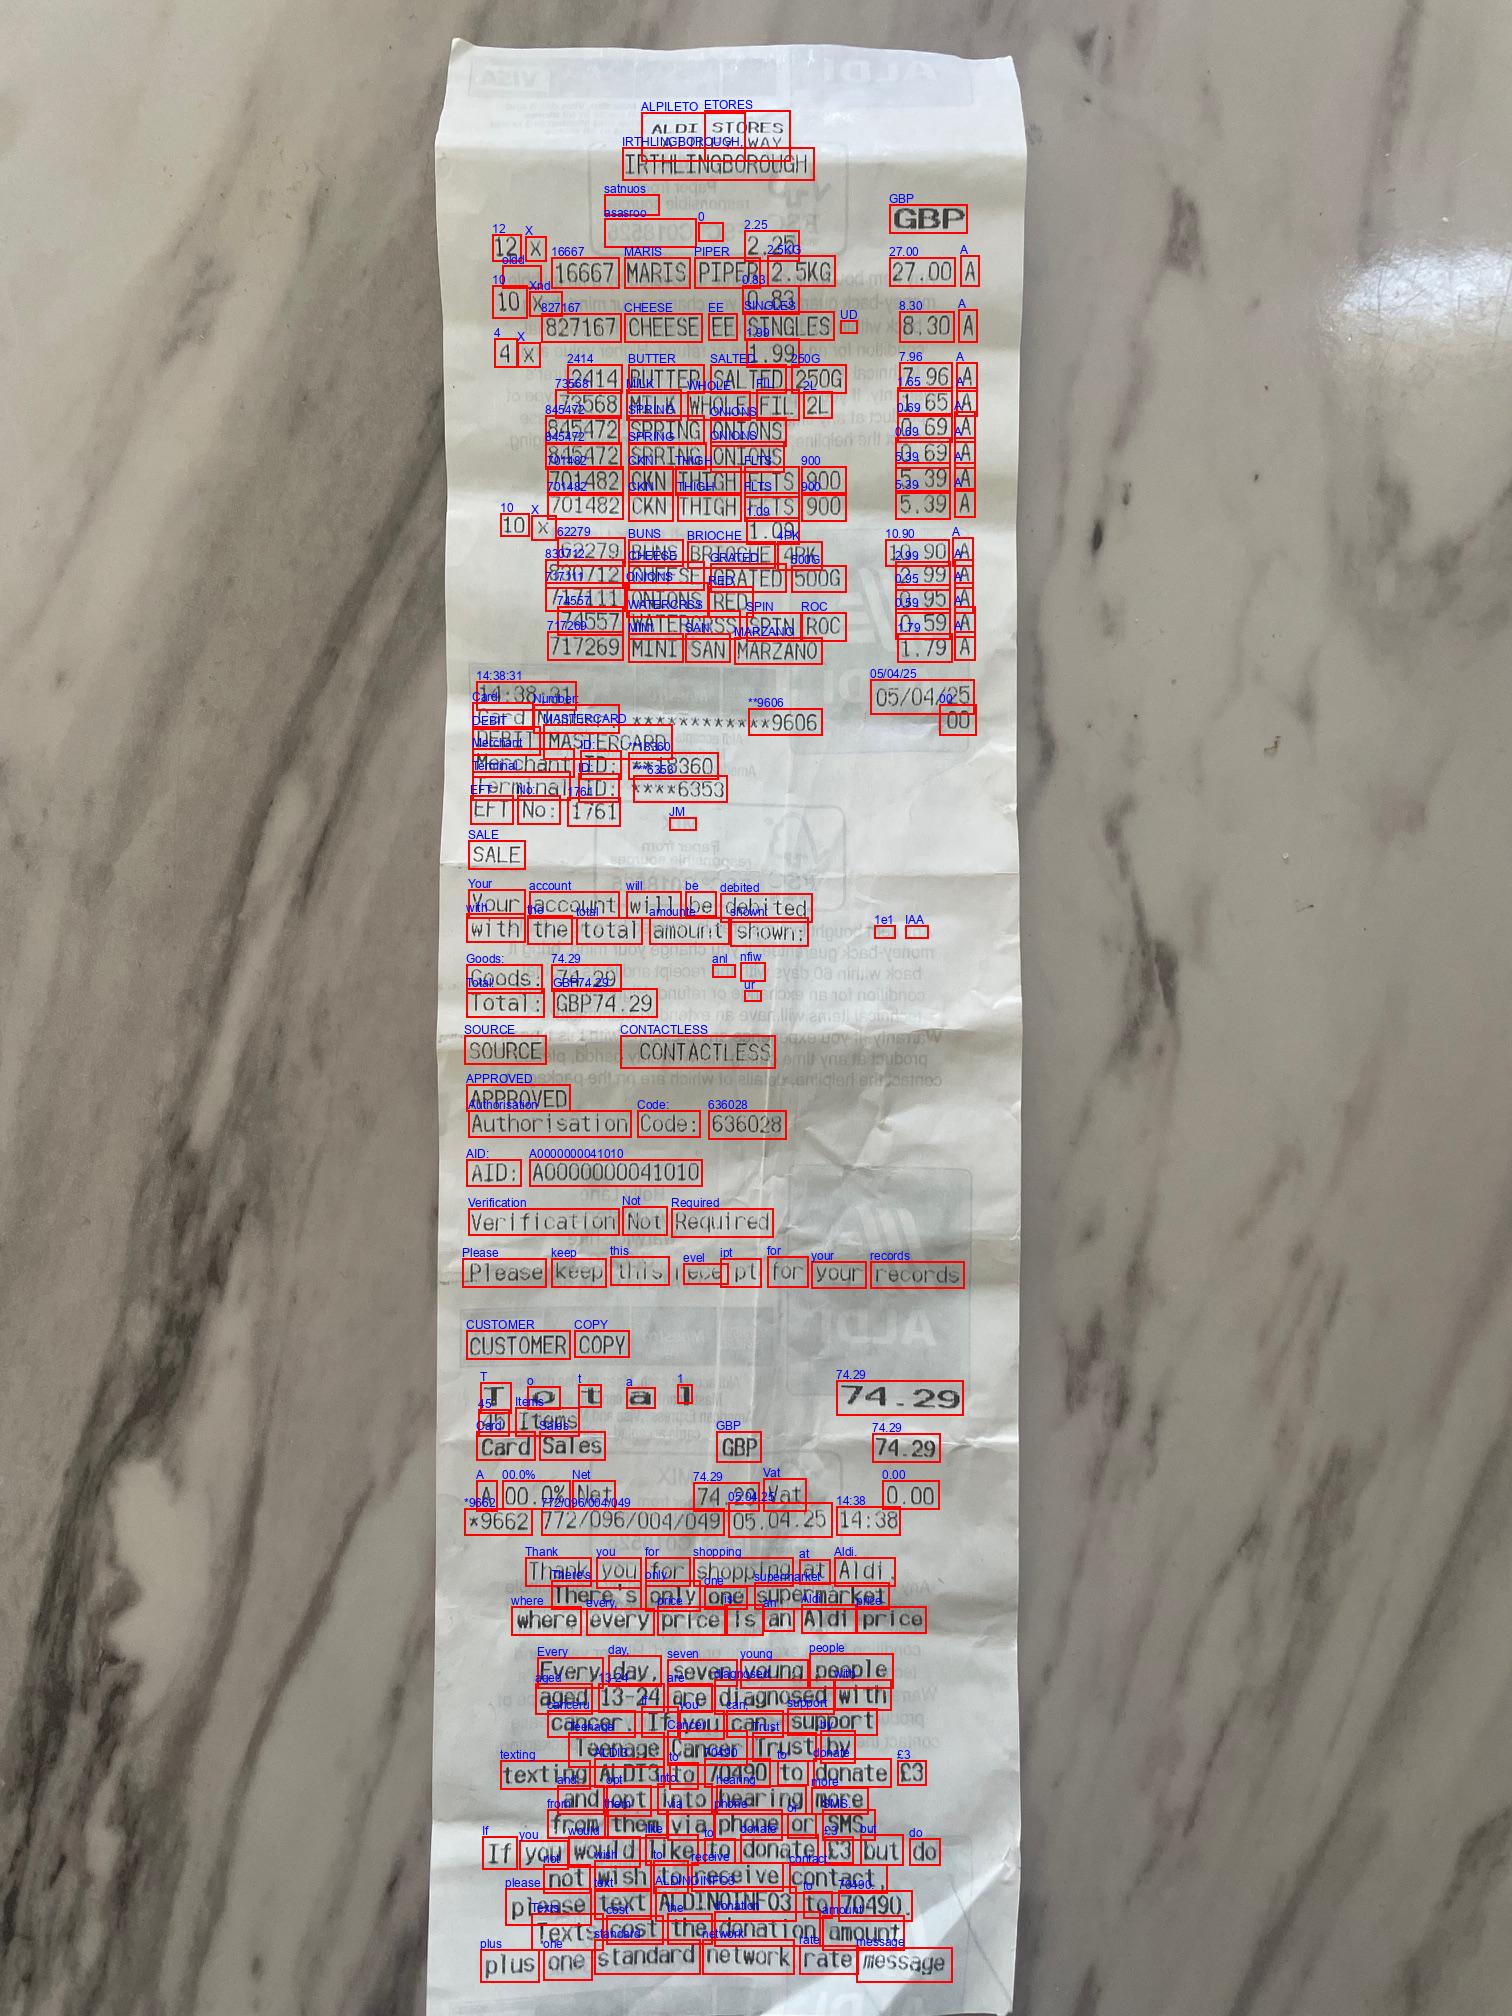 ALDI STORES
WAY
IRTHLINGBOROUGH
GBP
12 x 2.25
16667 MARIS PIPER 2.5KG 27.00 A
10 x 0.83
827167 CHEESE EE SINGLES 8.30 A
4 x 1.99
2414 BUTTER SALTED 250G 7.96 A
73568 MILK WHOLE FIL 2L 1.65 A
845472 SPRING ONIONS 0.69 A
845472 SPRING ONIONS 0.69 A
701482 CKN THIGH FLTS 900 5.39 A
701482 CKN THIGH FLTS 900 5.39 A
10 x 1.09
62279 BUNS BRIOCHE 4PK 10.90 A
830712 CHEESE GRATED 500G 2.99 A
717111 ONIONS RED 0.95 A
74557 WATERCRSS SPIN ROC 0.59 A
717269 MINI SAN MARZANO 1.79 A
14:38:31 05/04/25
Card Number: ************9606 00
DEBIT MASTERCARD
Merchant ID: **18360
Terminal ID: ****6353
EFT No: 1761
SALE
Your account will be debited
with the total amount shown:
Goods: 74.29
Total: GBP74.29
SOURCE CONTACTLESS
APPROVED
Authorisation Code: 636028
AID: A0000000041010
Verification Not Required
Please keep this receipt for your records
CUSTOMER COPY
Total 74.29
45 Items
Card Sales GBP 74.29
A 00.0% Net 74.29 Vat 0.00
*9662 772/096/004/049 05.04.25 14:38
Thank you for shopping at Aldi.
There's only one supermarket
where every price is an Aldi price
Every day, seven young people
aged 13-24 are diagnosed with
cancer. If you can, support
Teenage Cancer Trust by
texting ALDI3 to 70490 to donate £3
and opt into hearing more
from them via phone or SMS.
If you would like to donate £3 but do
not wish to receive contact,
please text ALDINOINFO3 to 70490.
Texts cost the donation amount
plus one standard network rate message